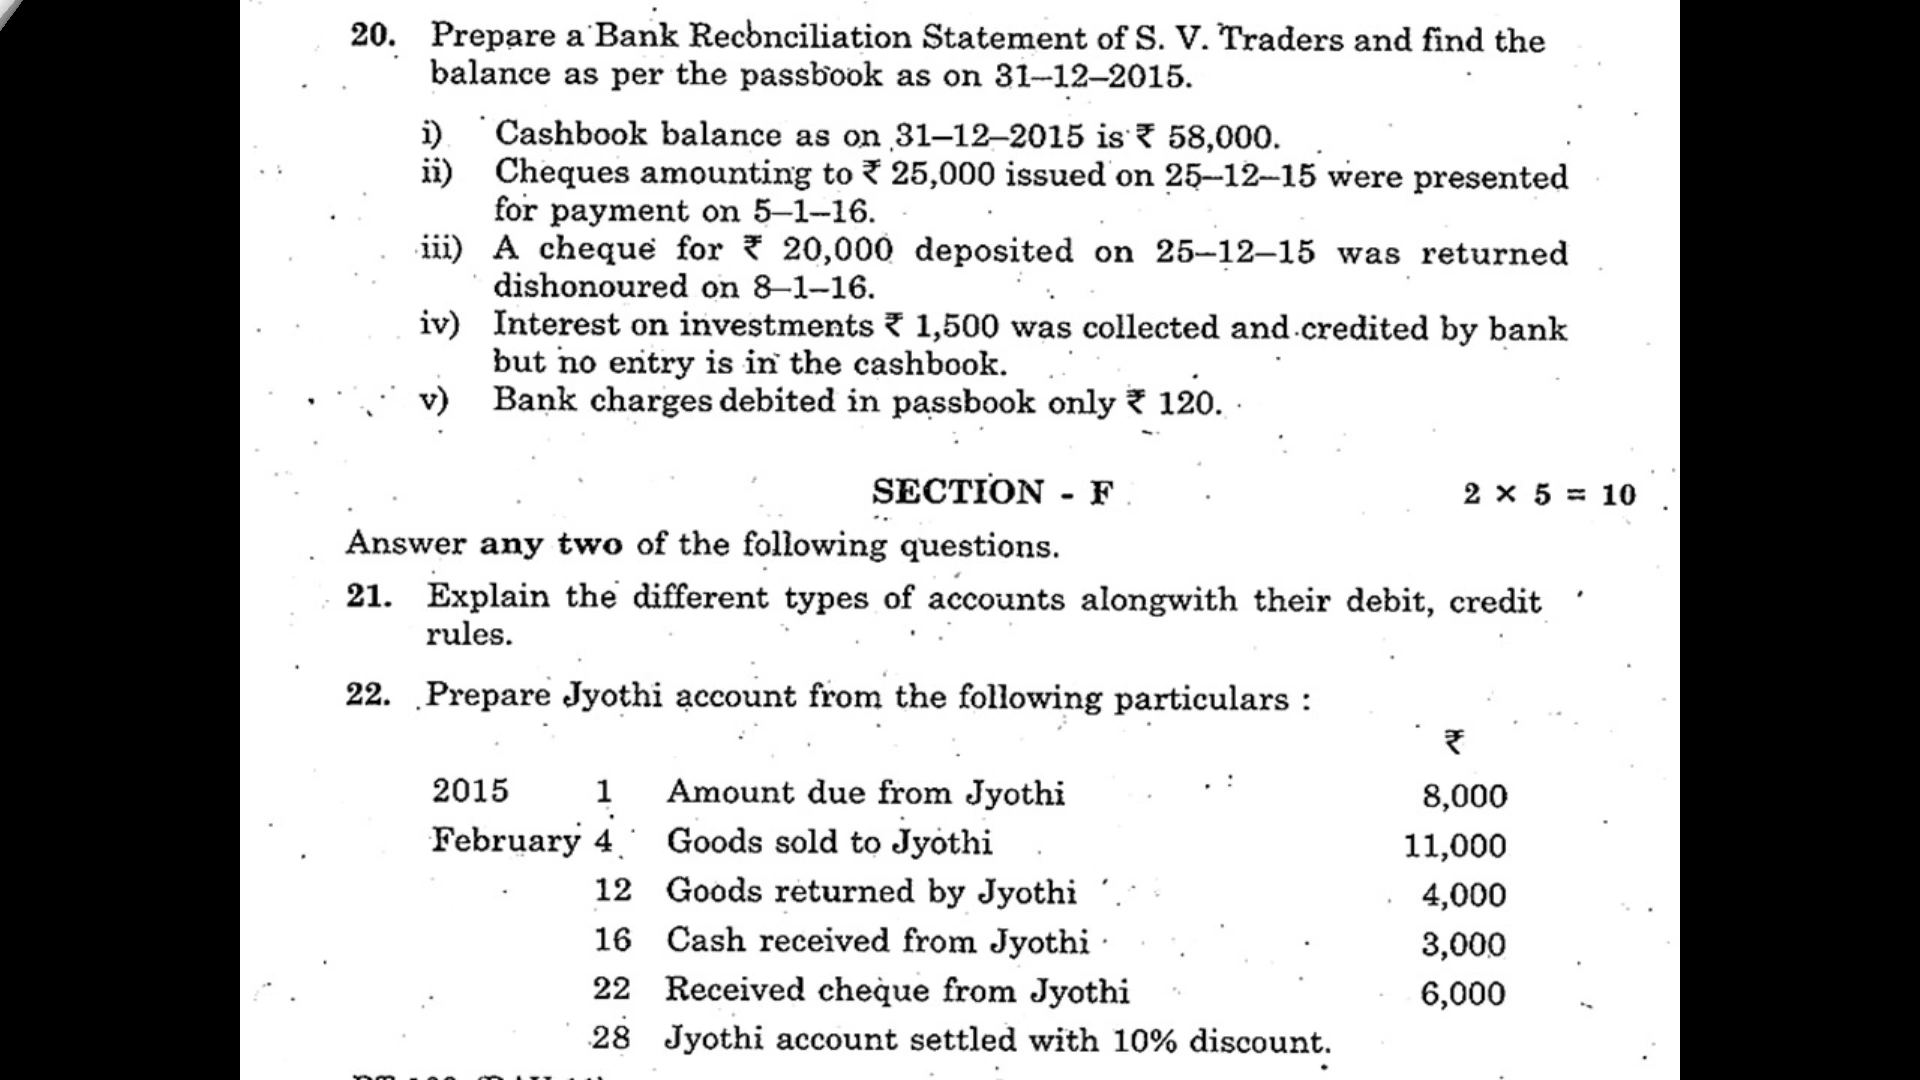 20. Prepare a Bank Reconciliation Statement of S. V. Traders and find the
balance as per the passbook as on 31–12–2015.
i) Cashbook balance as on 31–12–2015 is ₹ 58,000.
ii) Cheques amounting to ₹ 25,000 issued on 25–12–15 were presented
for payment on 5–1–16.
iii) A cheque for ₹ 20,000 deposited on 25–12–15 was returned
dishonoured on 8–1–16.
iv) Interest on investments ₹ 1,500 was collected and credited by bank
but no entry is in the cashbook.
v) Bank charges debited in passbook only ₹ 120.
SECTION - F 2 × 5 = 10
Answer any two of the following questions.
21. Explain the different types of accounts alongwith their debit, credit
rules.
22. Prepare Jyothi account from the following particulars :
₹
2015 1 Amount due from Jyothi 8,000
February 4 Goods sold to Jyothi 11,000
12 Goods returned by Jyothi 4,000
16 Cash received from Jyothi 3,000
22 Received cheque from Jyothi 6,000
28 Jyothi account settled with 10% discount.